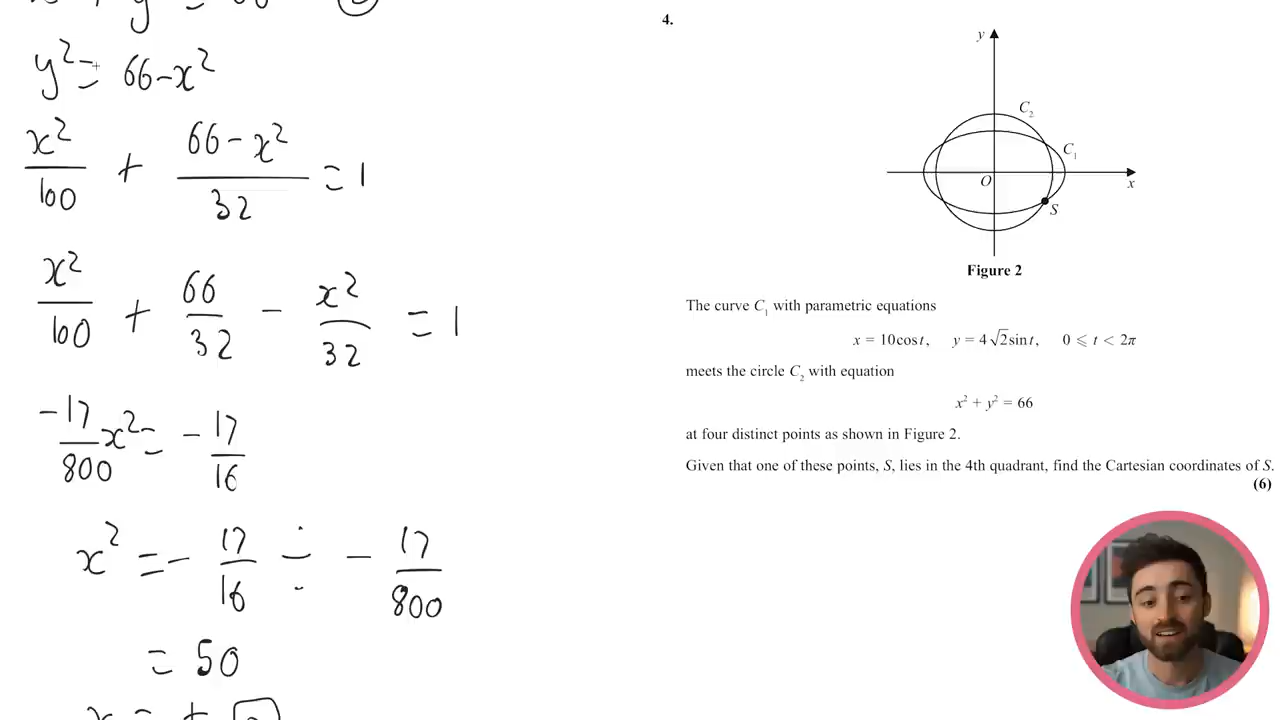 y² = 66 - x²
x²/100 + (66 - x²)/32 = 1
x²/100 + 66/32 - x²/32 = 1
-17/800 x² = -17/16
x² = - 17/16 ÷ - 17/800
= 50
4.
y
C₂
C₁
O
x
S
Figure 2
The curve C₁ with parametric equations
x = 10cos t, y = 4√2 sin t, 0 ⩽ t < 2π
meets the circle C₂ with equation
x² + y² = 66
at four distinct points as shown in Figure 2.
Given that one of these points, S, lies in the 4th quadrant, find the Cartesian coordinates of S.
(6)